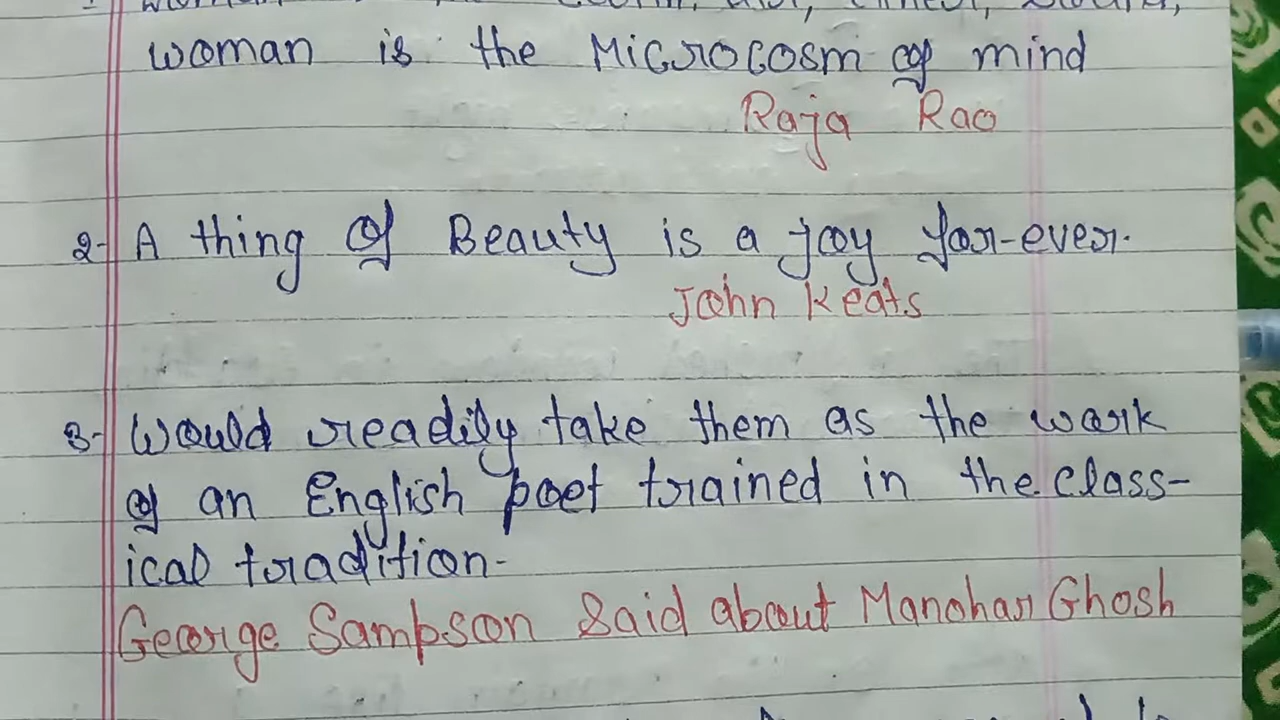 woman is the Microcosm of mind
Raja Rao
2- A thing of Beauty is a joy for-ever.
John Keats
3- Would readily take them as the work
of an English poet trained in the class-
ical tradition-
George Sampson Said about Manohar Ghosh